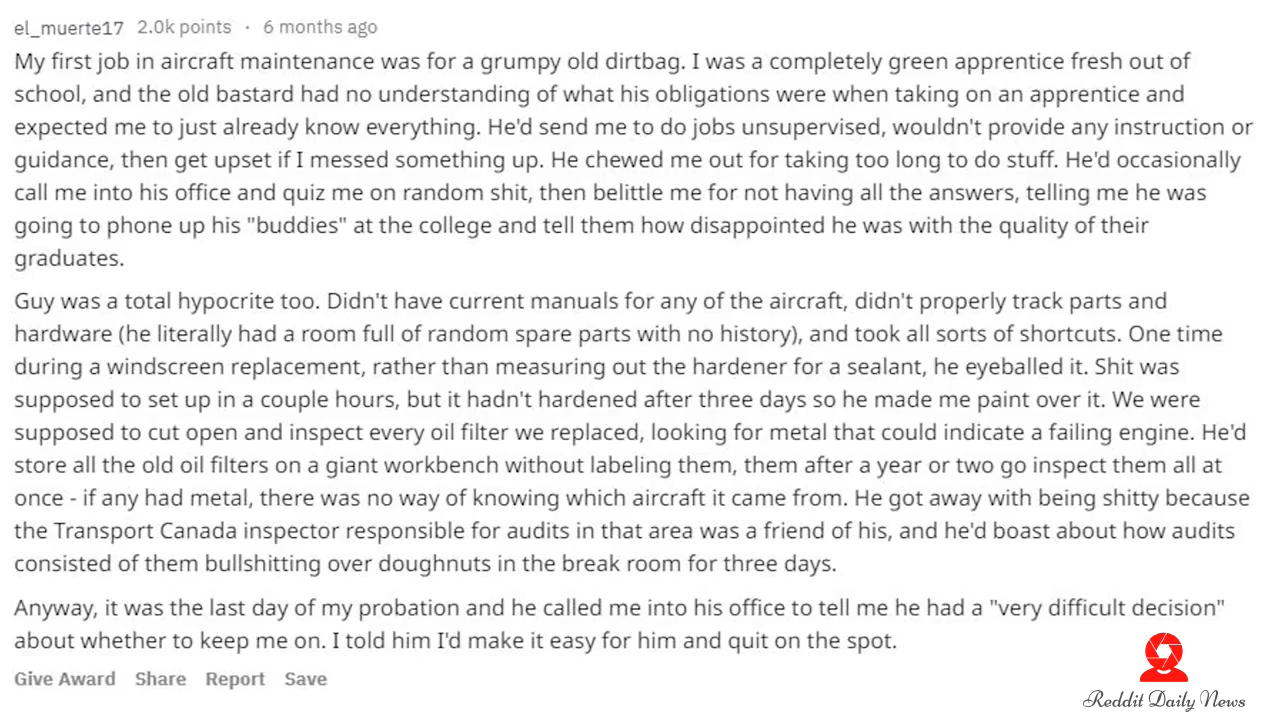 el_muerte17 2.0k points · 6 months ago
My first job in aircraft maintenance was for a grumpy old dirtbag. I was a completely green apprentice fresh out of
school, and the old bastard had no understanding of what his obligations were when taking on an apprentice and
expected me to just already know everything. He'd send me to do jobs unsupervised, wouldn't provide any instruction or
guidance, then get upset if I messed something up. He chewed me out for taking too long to do stuff. He'd occasionally
call me into his office and quiz me on random shit, then belittle me for not having all the answers, telling me he was
going to phone up his "buddies" at the college and tell them how disappointed he was with the quality of their
graduates.
Guy was a total hypocrite too. Didn't have current manuals for any of the aircraft, didn't properly track parts and
hardware (he literally had a room full of random spare parts with no history), and took all sorts of shortcuts. One time
during a windscreen replacement, rather than measuring out the hardener for a sealant, he eyeballed it. Shit was
supposed to set up in a couple hours, but it hadn't hardened after three days so he made me paint over it. We were
supposed to cut open and inspect every oil filter we replaced, looking for metal that could indicate a failing engine. He'd
store all the old oil filters on a giant workbench without labeling them, them after a year or two go inspect them all at
once - if any had metal, there was no way of knowing which aircraft it came from. He got away with being shitty because
the Transport Canada inspector responsible for audits in that area was a friend of his, and he'd boast about how audits
consisted of them bullshitting over doughnuts in the break room for three days.
Anyway, it was the last day of my probation and he called me into his office to tell me he had a "very difficult decision"
about whether to keep me on. I told him I'd make it easy for him and quit on the spot.
Give Award Share Report Save
Reddit Daily News